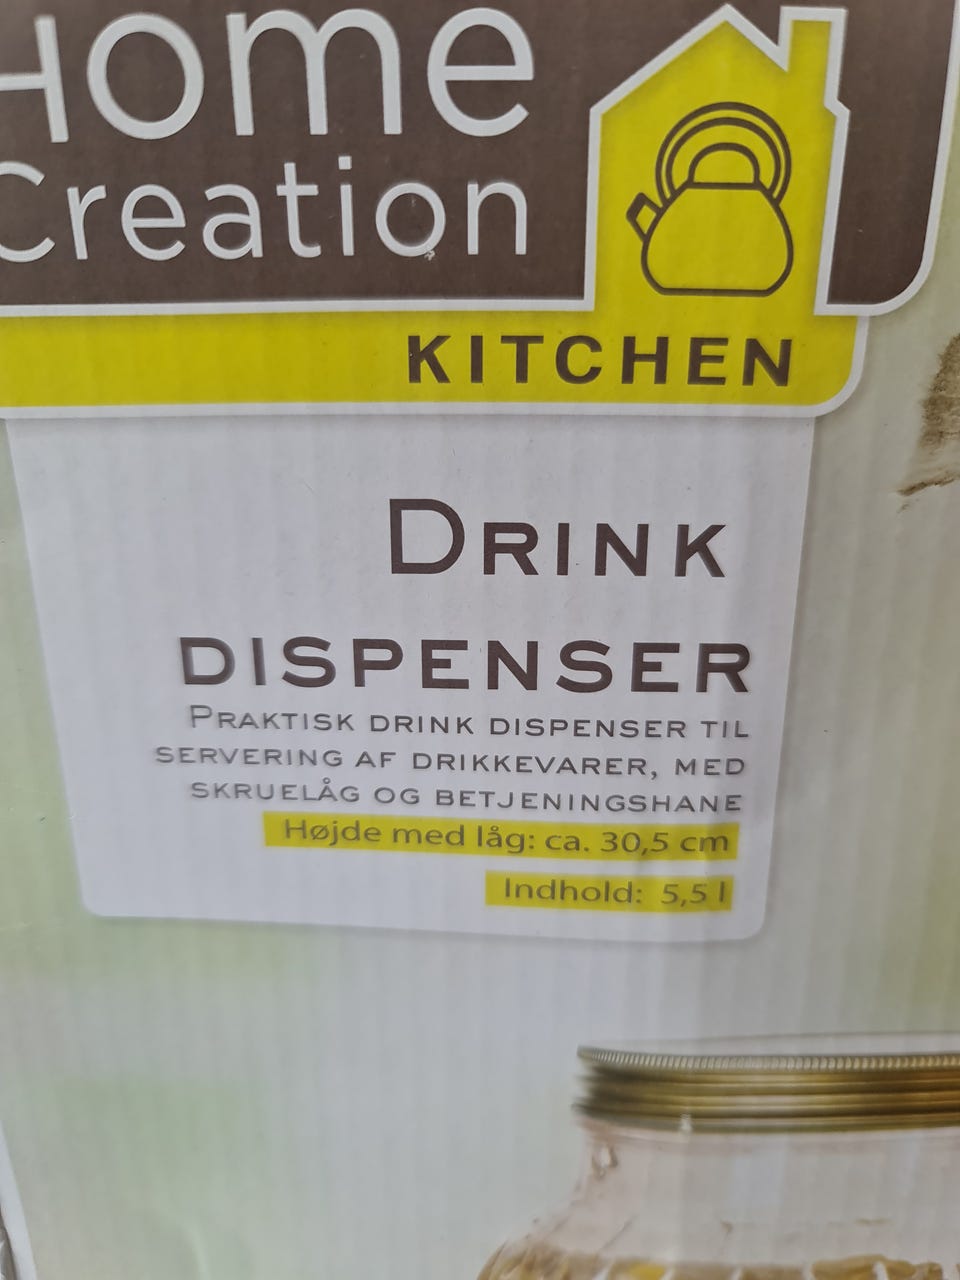 Home
Creation
KITCHEN
DRINK
DISPENSER
PRAKTISK DRINK DISPENSER TIL
SERVERING AF DRIKKEVARER, MED
SKRUELÅG OG BETJENINGSHANE
Højde med låg: ca. 30,5 cm
Indhold: 5,5 l